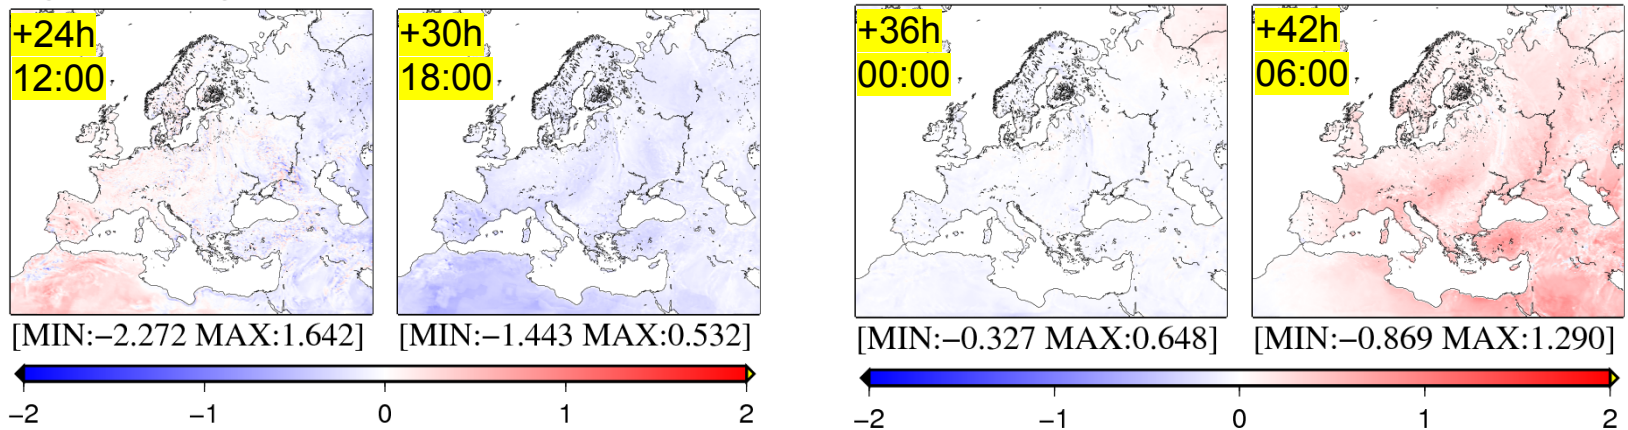 +24h
12:00
+30h
18:00
+36h
00:00
+42h
06:00
[MIN:−2.272 MAX:1.642]
[MIN:−1.443 MAX:0.532]
[MIN:−0.327 MAX:0.648]
[MIN:−0.869 MAX:1.290]
−2 −1 0 1 2
−2 −1 0 1 2